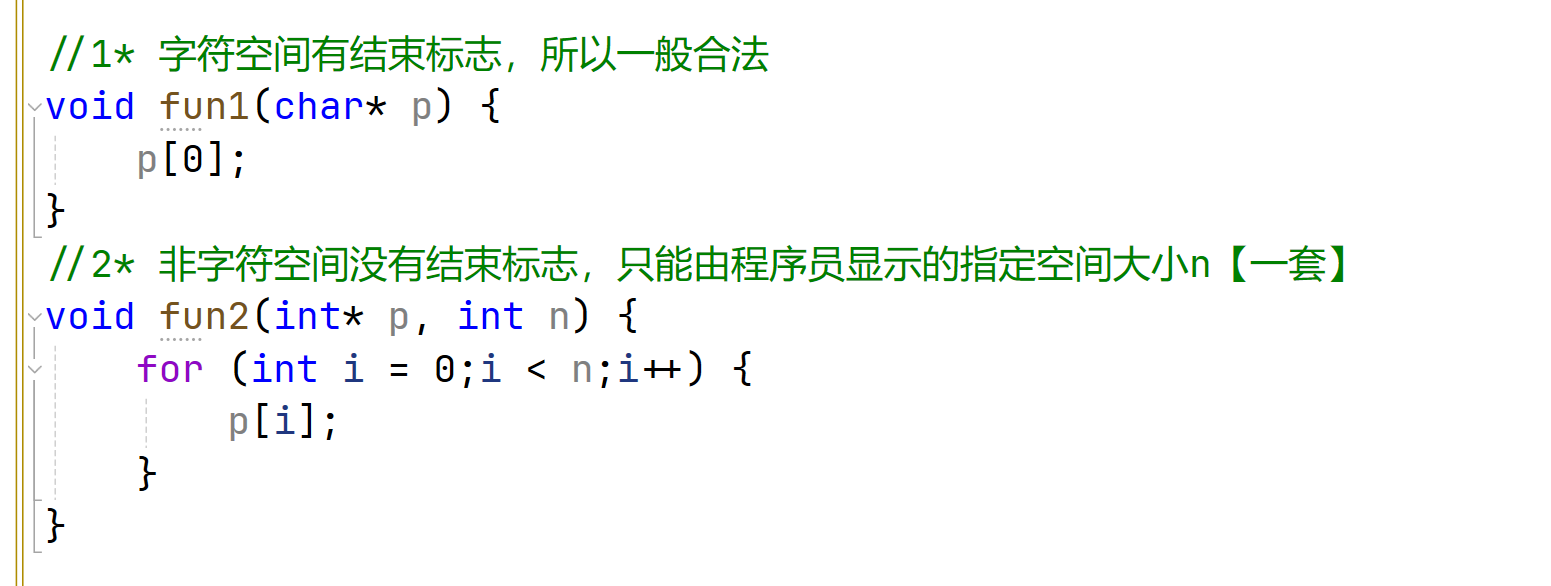 //1* 字符空间有结束标志，所以一般合法
void fun1(char* p) {
    p[0];
}
//2* 非字符空间没有结束标志，只能由程序员显示的指定空间大小n【一套】
void fun2(int* p, int n) {
    for (int i = 0;i < n;i++) {
        p[i];
    }
}